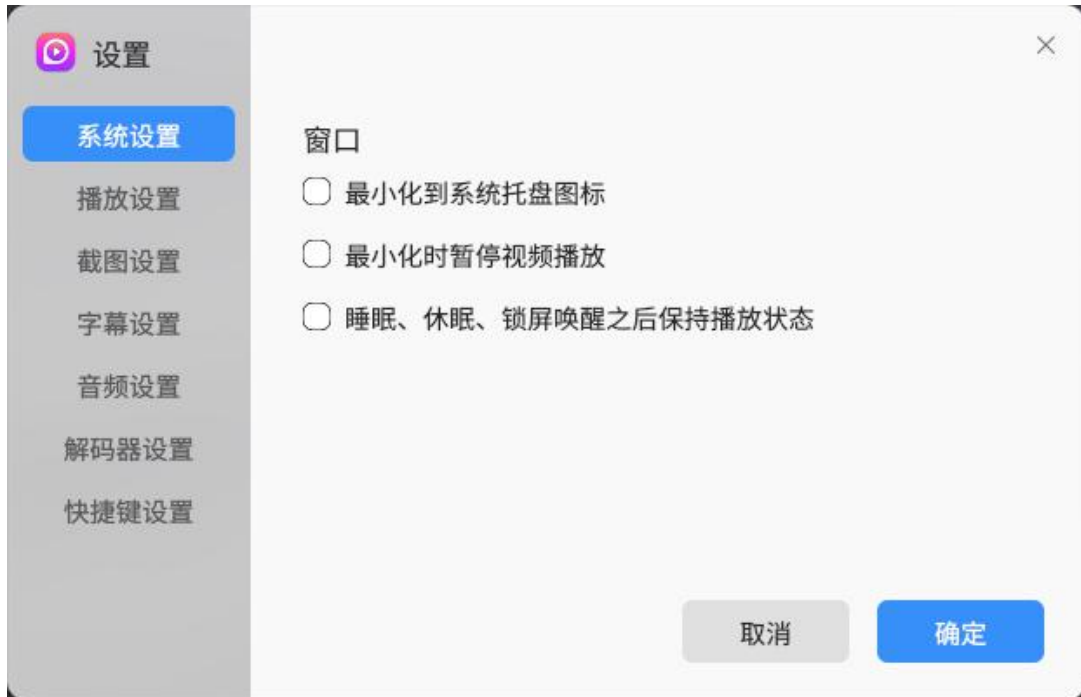 设置
系统设置
播放设置
截图设置
字幕设置
音频设置
解码器设置
快捷键设置
窗口
最小化到系统托盘图标
最小化时暂停视频播放
睡眠、休眠、锁屏唤醒之后保持播放状态
取消
确定